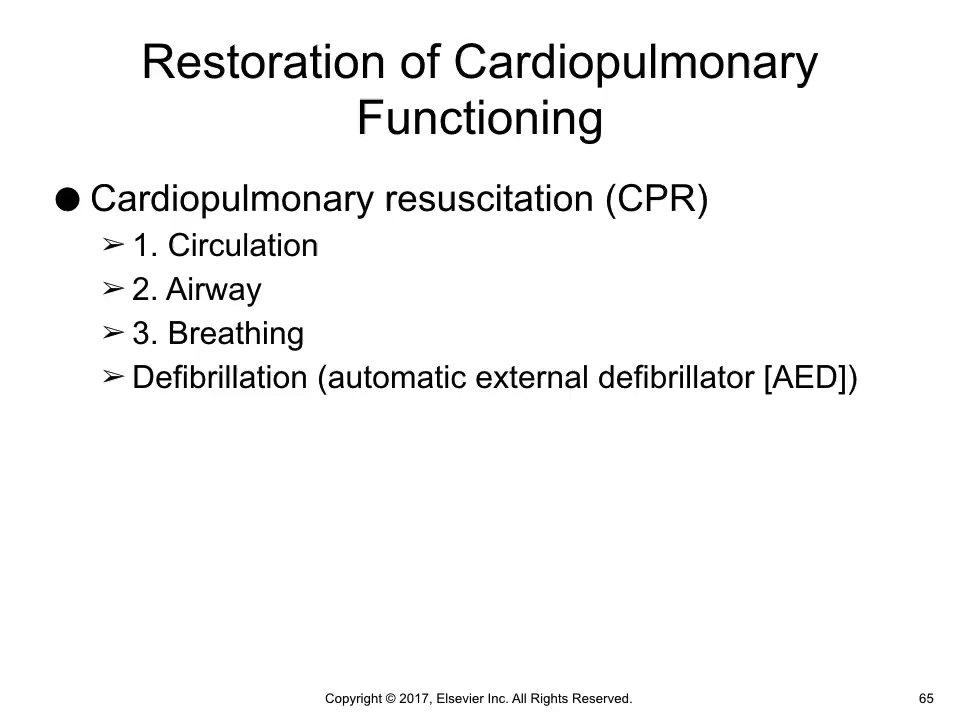 Restoration of Cardiopulmonary
Functioning
● Cardiopulmonary resuscitation (CPR)
➢ 1. Circulation
➢ 2. Airway
➢ 3. Breathing
➢ Defibrillation (automatic external defibrillator [AED])
Copyright © 2017, Elsevier Inc. All Rights Reserved.
65